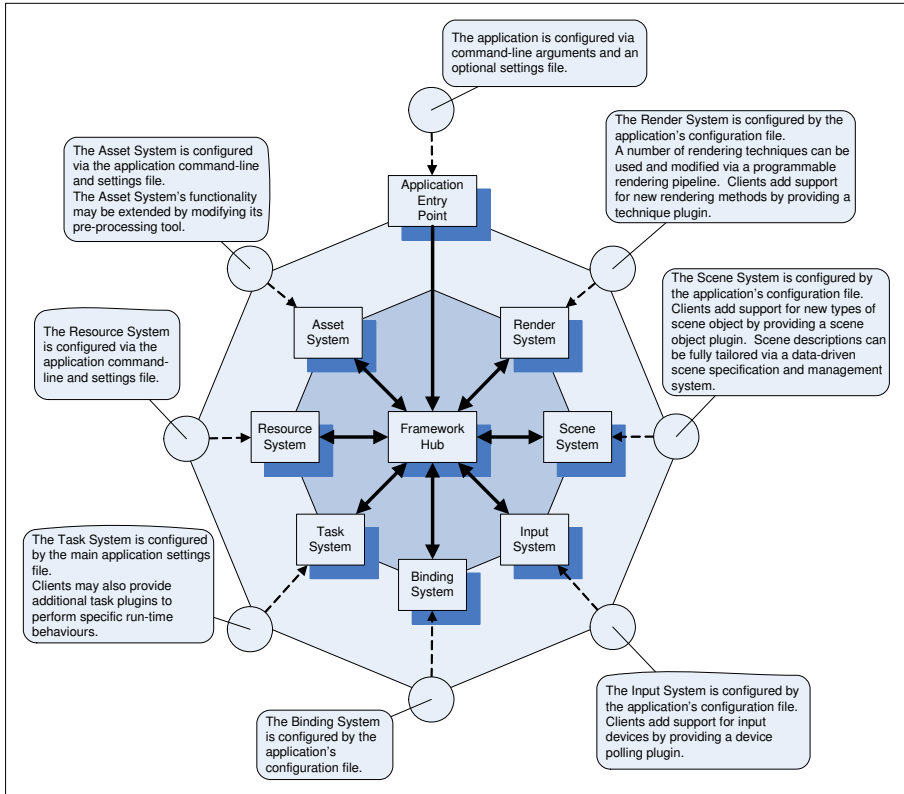 The application is configured via
command-line arguments and an
optional settings file.
The Asset System is configured
via the application command-line
and settings file.
The Asset System's functionality
may be extended by modifying its
pre-processing tool.
The Render System is configured by the
application's configuration file.
A number of rendering techniques can be
used and modified via a programmable
rendering pipeline. Clients add support
for new rendering methods by providing a
technique plugin.
Application
Entry
Point
The Scene System is configured by
the application's configuration file.
Clients add support for new types of
scene object by providing a scene
object plugin. Scene descriptions can
be fully tailored via a data-driven
scene specification and management
system.
The Resource System
is configured via the
application command-
line and settings file.
Asset
System
Render
System
Resource
System
Framework
Hub
Scene
System
Task
System
Input
System
Binding
System
The Task System is configured
by the main application settings
file.
Clients may also provide
additional task plugins to
perform specific run-time
behaviours.
The Binding System
is configured by the
application's
configuration file.
The Input System is configured by
the application's configuration file.
Clients add support for input
devices by providing a device
polling plugin.